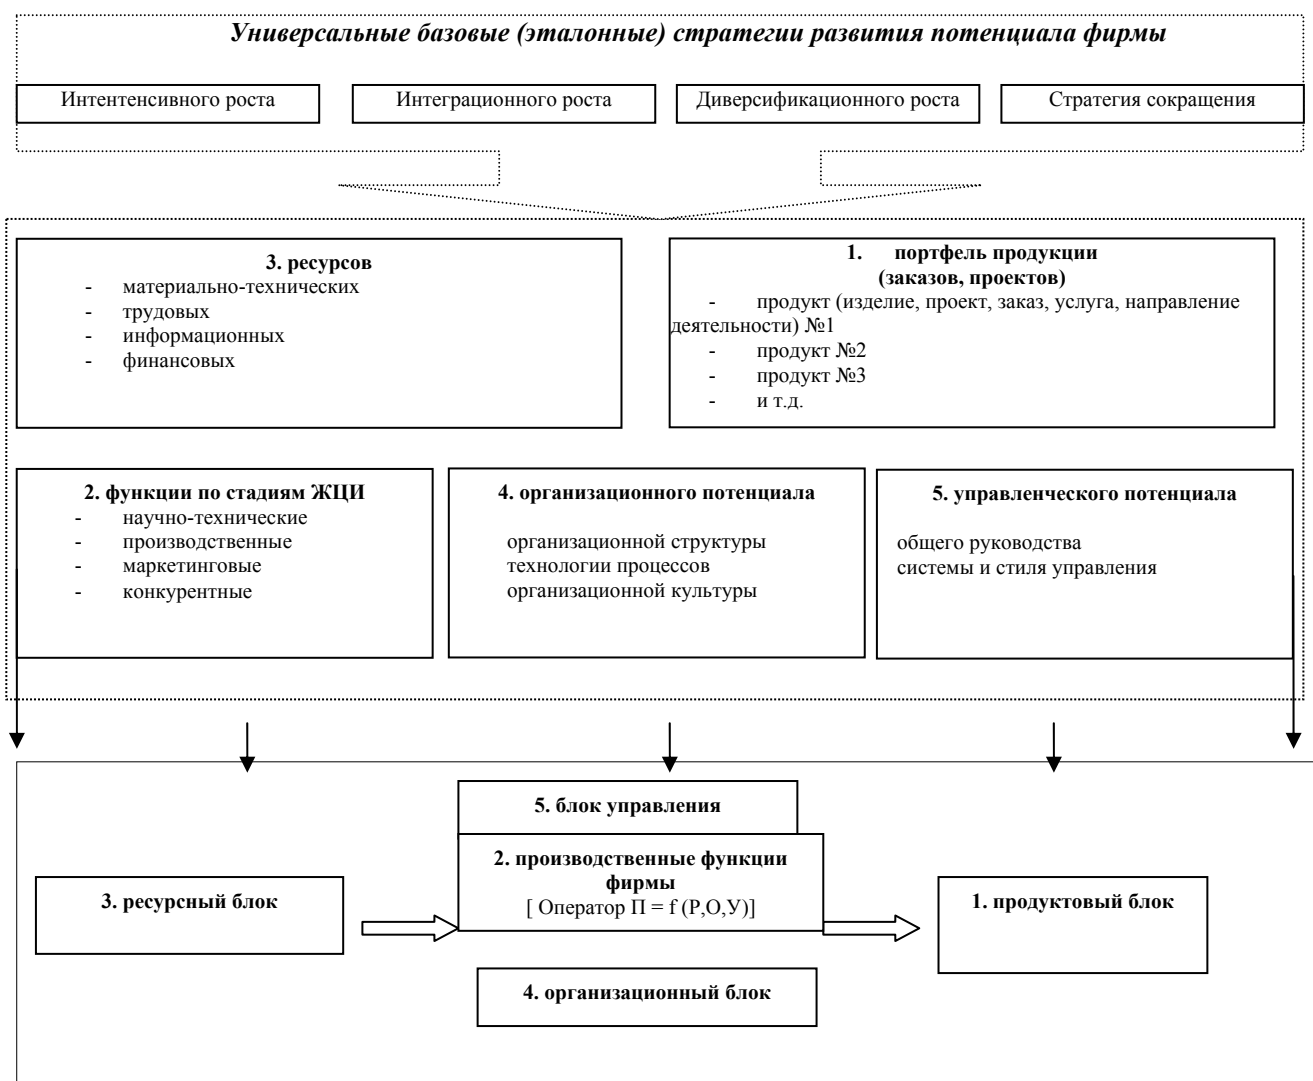 Универсальные базовые (эталонные) стратегии развития потенциала фирмы
Интентенсивного роста
Интеграционного роста
Диверсификационного роста
Стратегия сокращения
3. ресурсов
- материально-технических
- трудовых
- информационных
- финансовых
1. портфель продукции
(заказов, проектов)
- продукт (изделие, проект, заказ, услуга, направление
деятельности) №1
- продукт №2
- продукт №3
- и т.д.
2. функции по стадиям ЖЦИ
- научно-технические
- производственные
- маркетинговые
- конкурентные
4. организационного потенциала
организационной структуры
технологии процессов
организационной культуры
5. управленческого потенциала
общего руководства
системы и стиля управления
5. блок управления
2. производственные функции
фирмы
[ Оператор П = f (Р,О,У)]
3. ресурсный блок
1. продуктовый блок
4. организационный блок